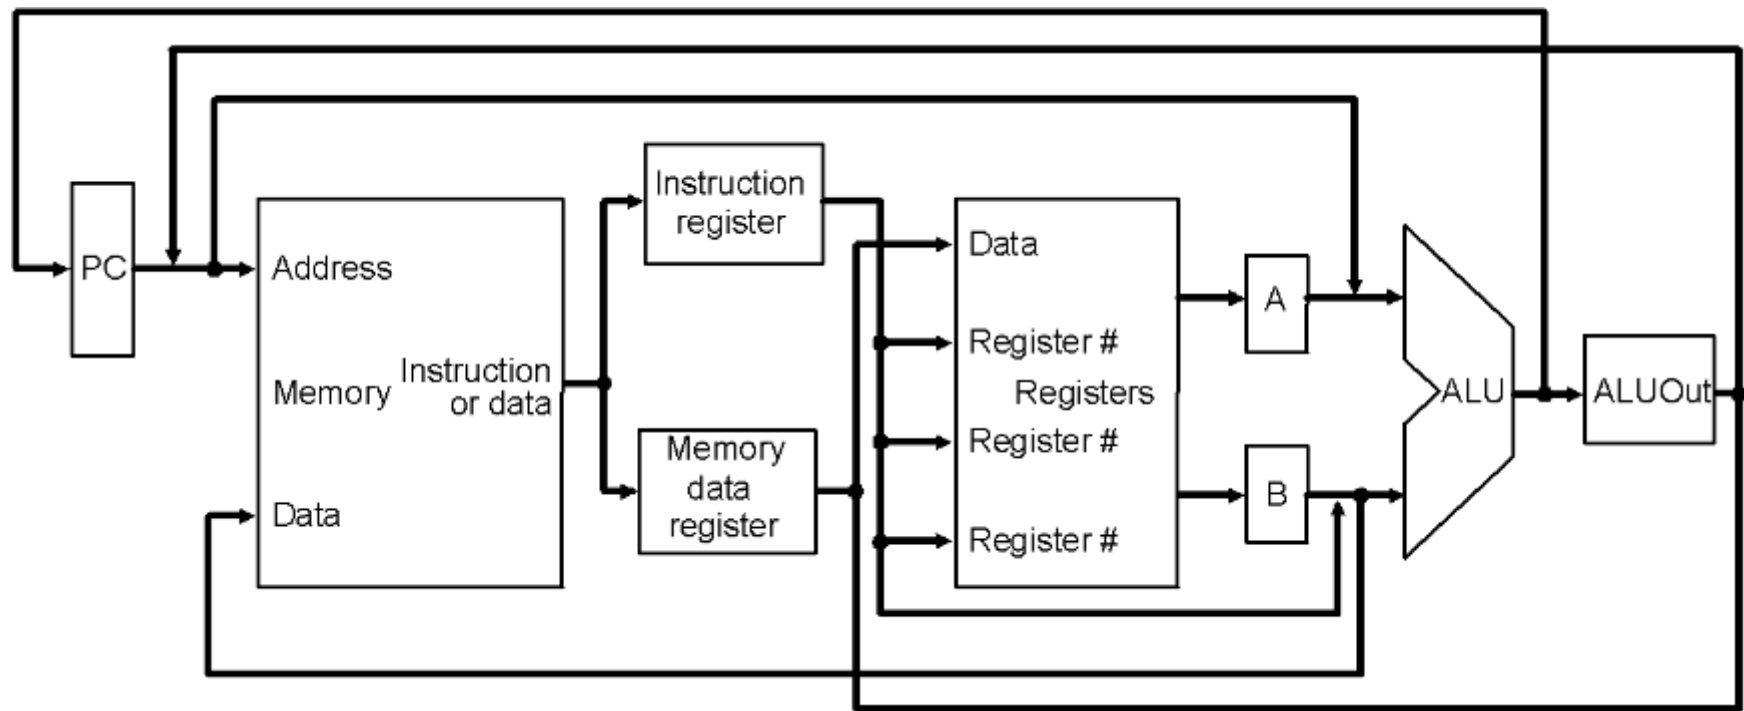 PC
Address
Memory
Instruction
or data
Data
Instruction
register
Memory
data
register
Data
Register #
Registers
Register #
Register #
A
B
ALU
ALUOut